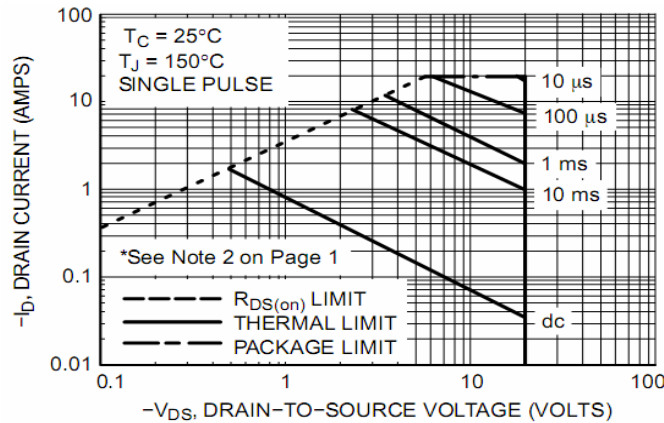 100
10
1
0.1
0.01
-I_D, DRAIN CURRENT (AMPS)
T_C = 25°C
T_J = 150°C
SINGLE PULSE
10 µs
100 µs
1 ms
10 ms
dc
*See Note 2 on Page 1
R_DS(on) LIMIT
THERMAL LIMIT
PACKAGE LIMIT
0.1
1
10
100
-V_DS, DRAIN-TO-SOURCE VOLTAGE (VOLTS)